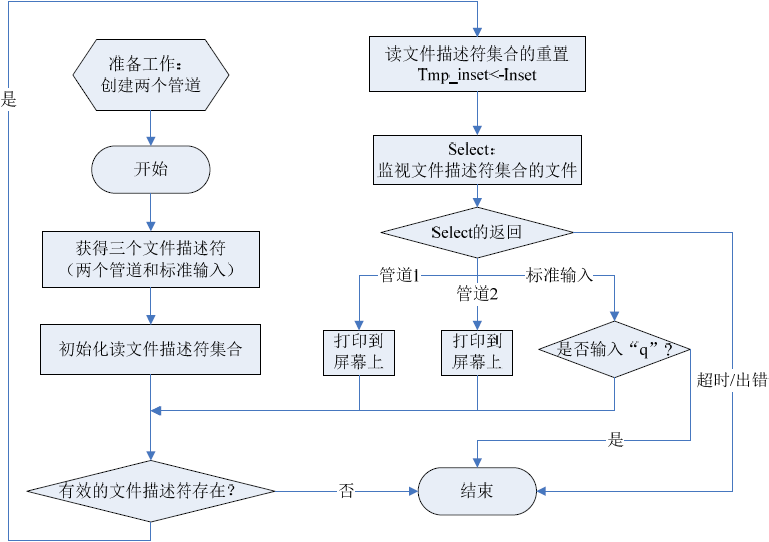 准备工作：
创建两个管道
开始
获得三个文件描述符
（两个管道和标准输入）
初始化读文件描述符集合
有效的文件描述符存在？
是
否
读文件描述符集合的重置
Tmp_inset<-Inset
Select：
监视文件描述符集合的文件
Select的返回
管道1
管道2
标准输入
打印到
屏幕上
打印到
屏幕上
是否输入“q”？
超时/出错
是
结束